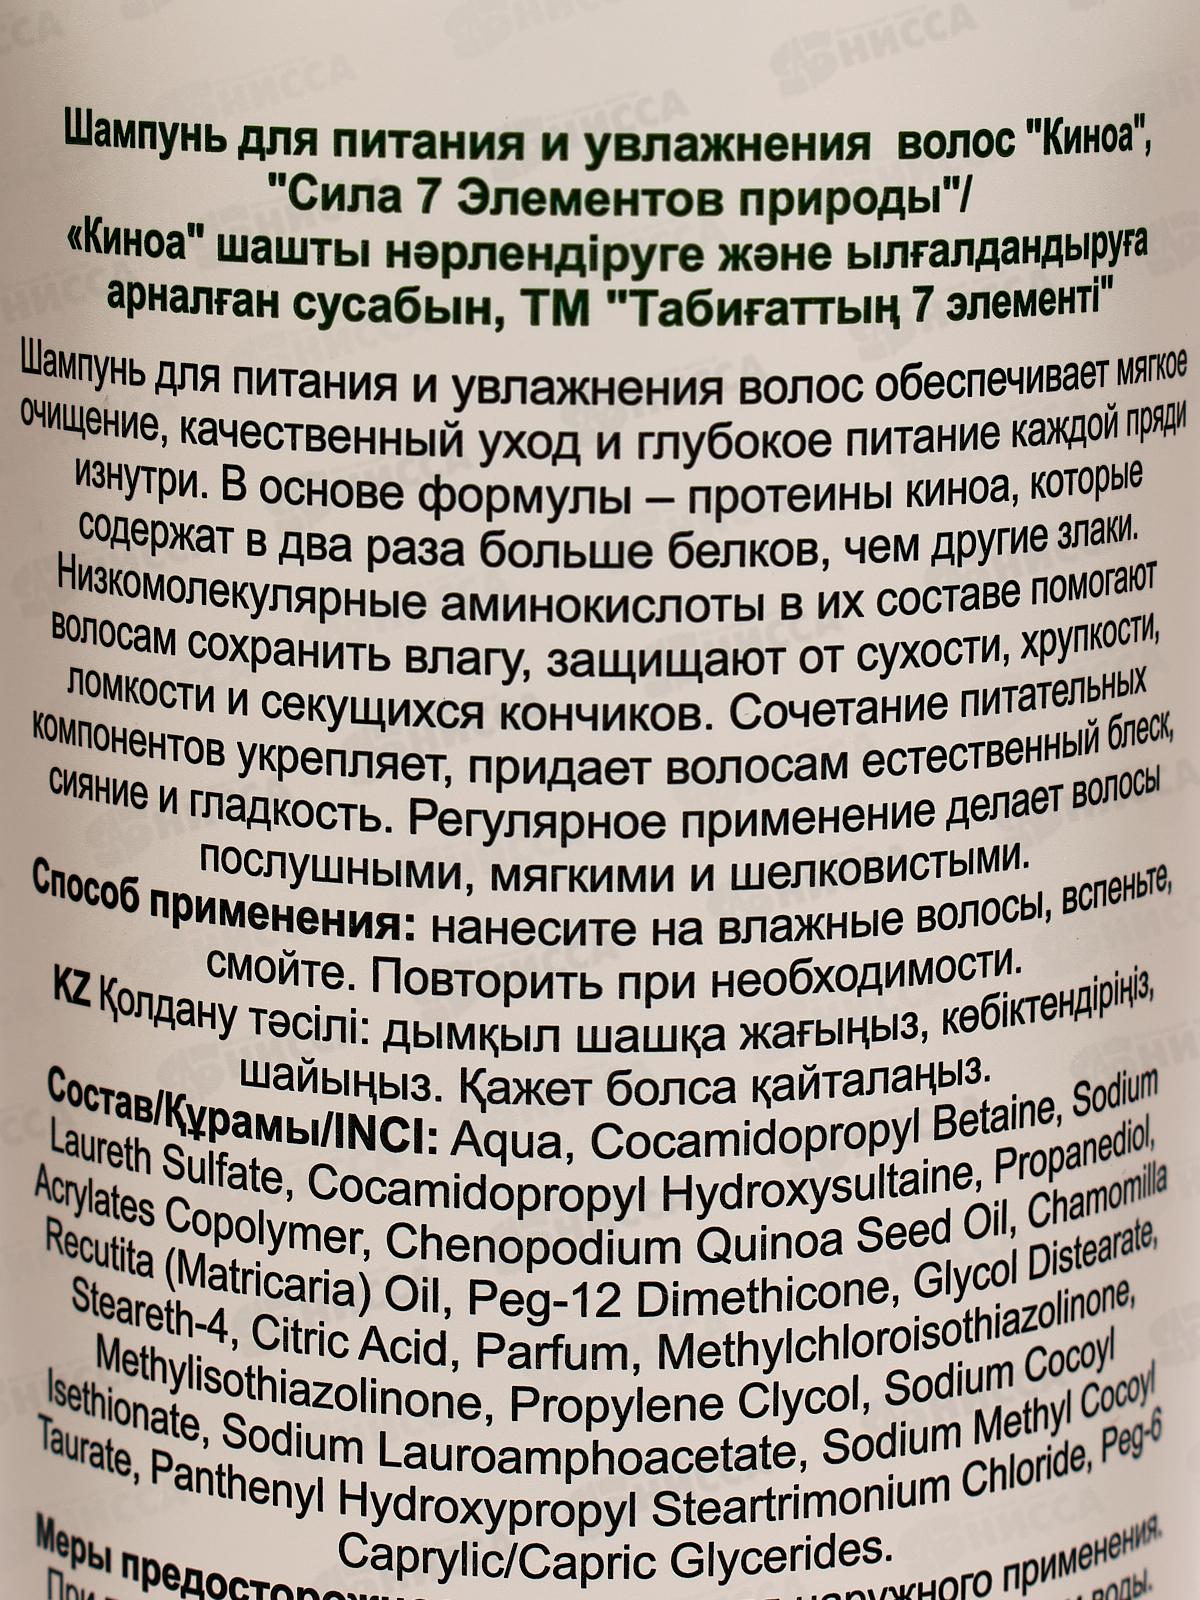 Шампунь для питания и увлажнения волос "Киноа",
"Сила 7 Элементов природы"/
«Киноа" шашты нәрлендіруге және ылғалдандыруға
арналған сусабын, ТМ "Табиғаттың 7 элементі"
Шампунь для питания и увлажнения волос обеспечивает мягкое
очищение, качественный уход и глубокое питание каждой пряди
изнутри. В основе формулы – протеины киноа, которые
содержат в два раза больше белков, чем другие злаки.
Низкомолекулярные аминокислоты в их составе помогают
волосам сохранить влагу, защищают от сухости, хрупкости,
ломкости и секущихся кончиков. Сочетание питательных
компонентов укрепляет, придает волосам естественный блеск,
сияние и гладкость. Регулярное применение делает волосы
послушными, мягкими и шелковистыми.
Способ применения: нанесите на влажные волосы, вспеньте,
смойте. Повторить при необходимости.
KZ Қолдану тәсілі: дымқыл шашқа жағыңыз, көбіктендіріңіз,
шайыңыз. Қажет болса қайталаңыз.
Состав/Құрамы/INCI: Aqua, Cocamidopropyl Betaine, Sodium
Laureth Sulfate, Cocamidopropyl Hydroxysultaine, Propanediol,
Acrylates Copolymer, Chenopodium Quinoa Seed Oil, Chamomilla
Recutita (Matricaria) Oil, Peg-12 Dimethicone, Glycol Distearate,
Steareth-4, Citric Acid, Parfum, Methylchloroisothiazolinone,
Methylisothiazolinone, Propylene Clycol, Sodium Cocoyl
Isethionate, Sodium Lauroamphoacetate, Sodium Methyl Cocoyl
Taurate, Panthenyl Hydroxypropyl Steartrimonium Chloride, Peg-6
Caprylic/Capric Glycerides.
Меры наружного применения.
воды.